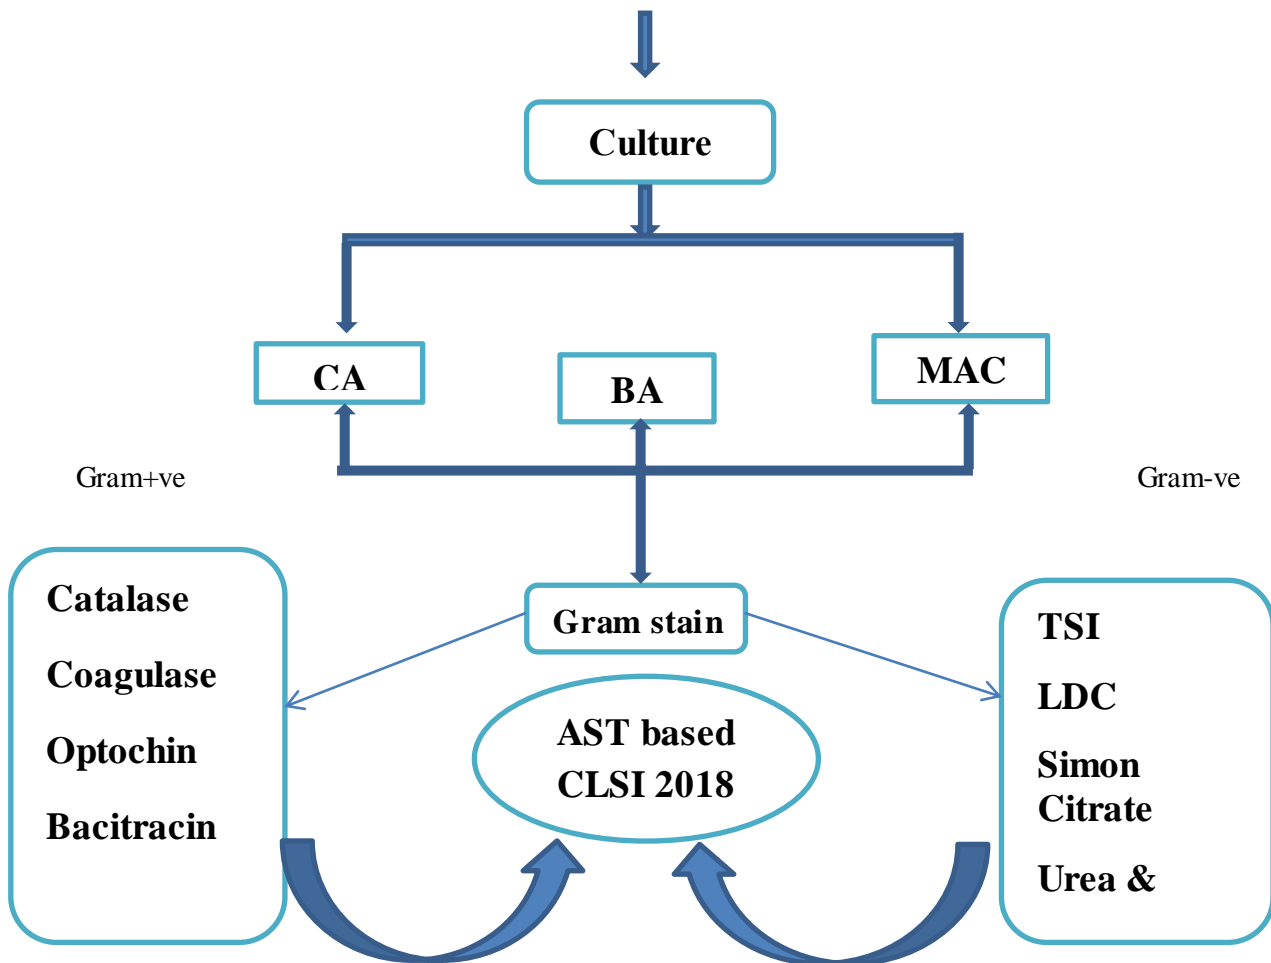 Culture
CA
BA
MAC
Gram+ve
Gram-ve
Catalase
Coagulase
Optochin
Bacitracin
Gram stain
AST based
CLSI 2018
TSI
LDC
Simon
Citrate
Urea &